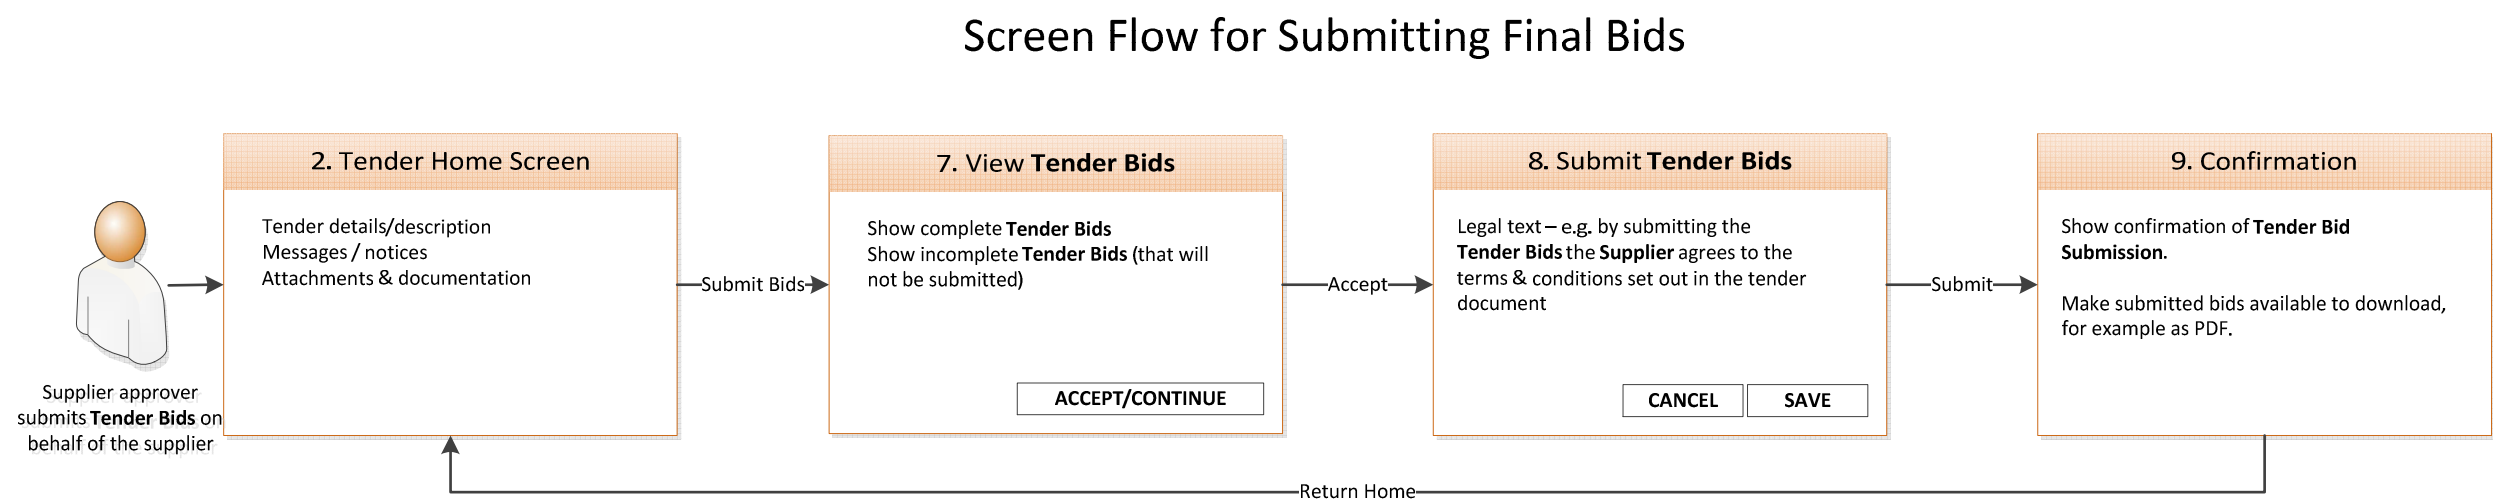 Screen Flow for Submitting Final Bids
Supplier approver
submits Tender Bids on
behalf of the supplier
2. Tender Home Screen
Tender details/description
Messages / notices
Attachments & documentation
Submit Bids
7. View Tender Bids
Show complete Tender Bids
Show incomplete Tender Bids (that will
not be submitted)
ACCEPT/CONTINUE
Accept
8. Submit Tender Bids
Legal text – e.g. by submitting the
Tender Bids the Supplier agrees to the
terms & conditions set out in the tender
document
CANCEL
SAVE
Submit
9. Confirmation
Show confirmation of Tender Bid
Submission.
Make submitted bids available to download,
for example as PDF.
Return Home